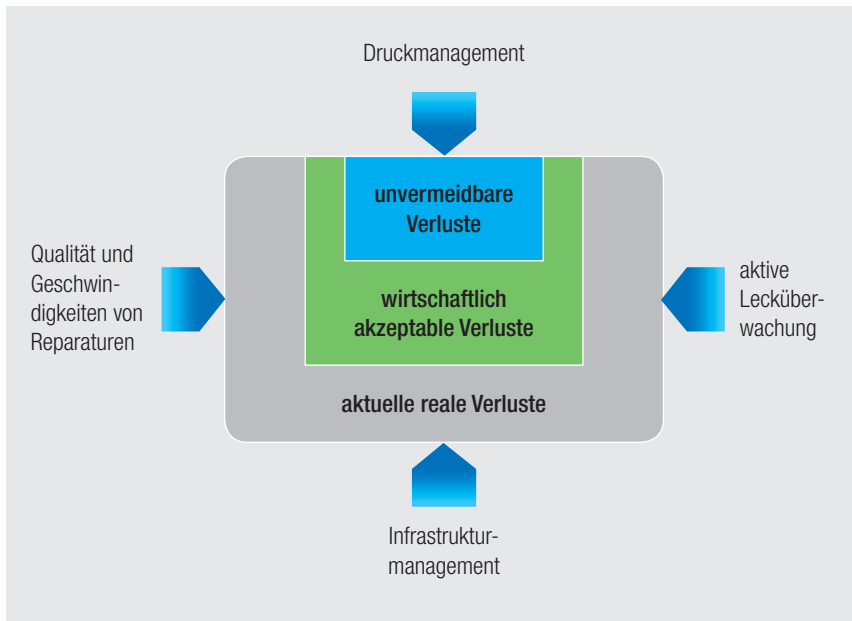 Druckmanagement
unvermeidbare
Verluste
Qualität und
Geschwin-
digkeiten von
Reparaturen
wirtschaftlich
akzeptable Verluste
aktive
Lecküber-
wachung
aktuelle reale Verluste
Infrastruktur-
management